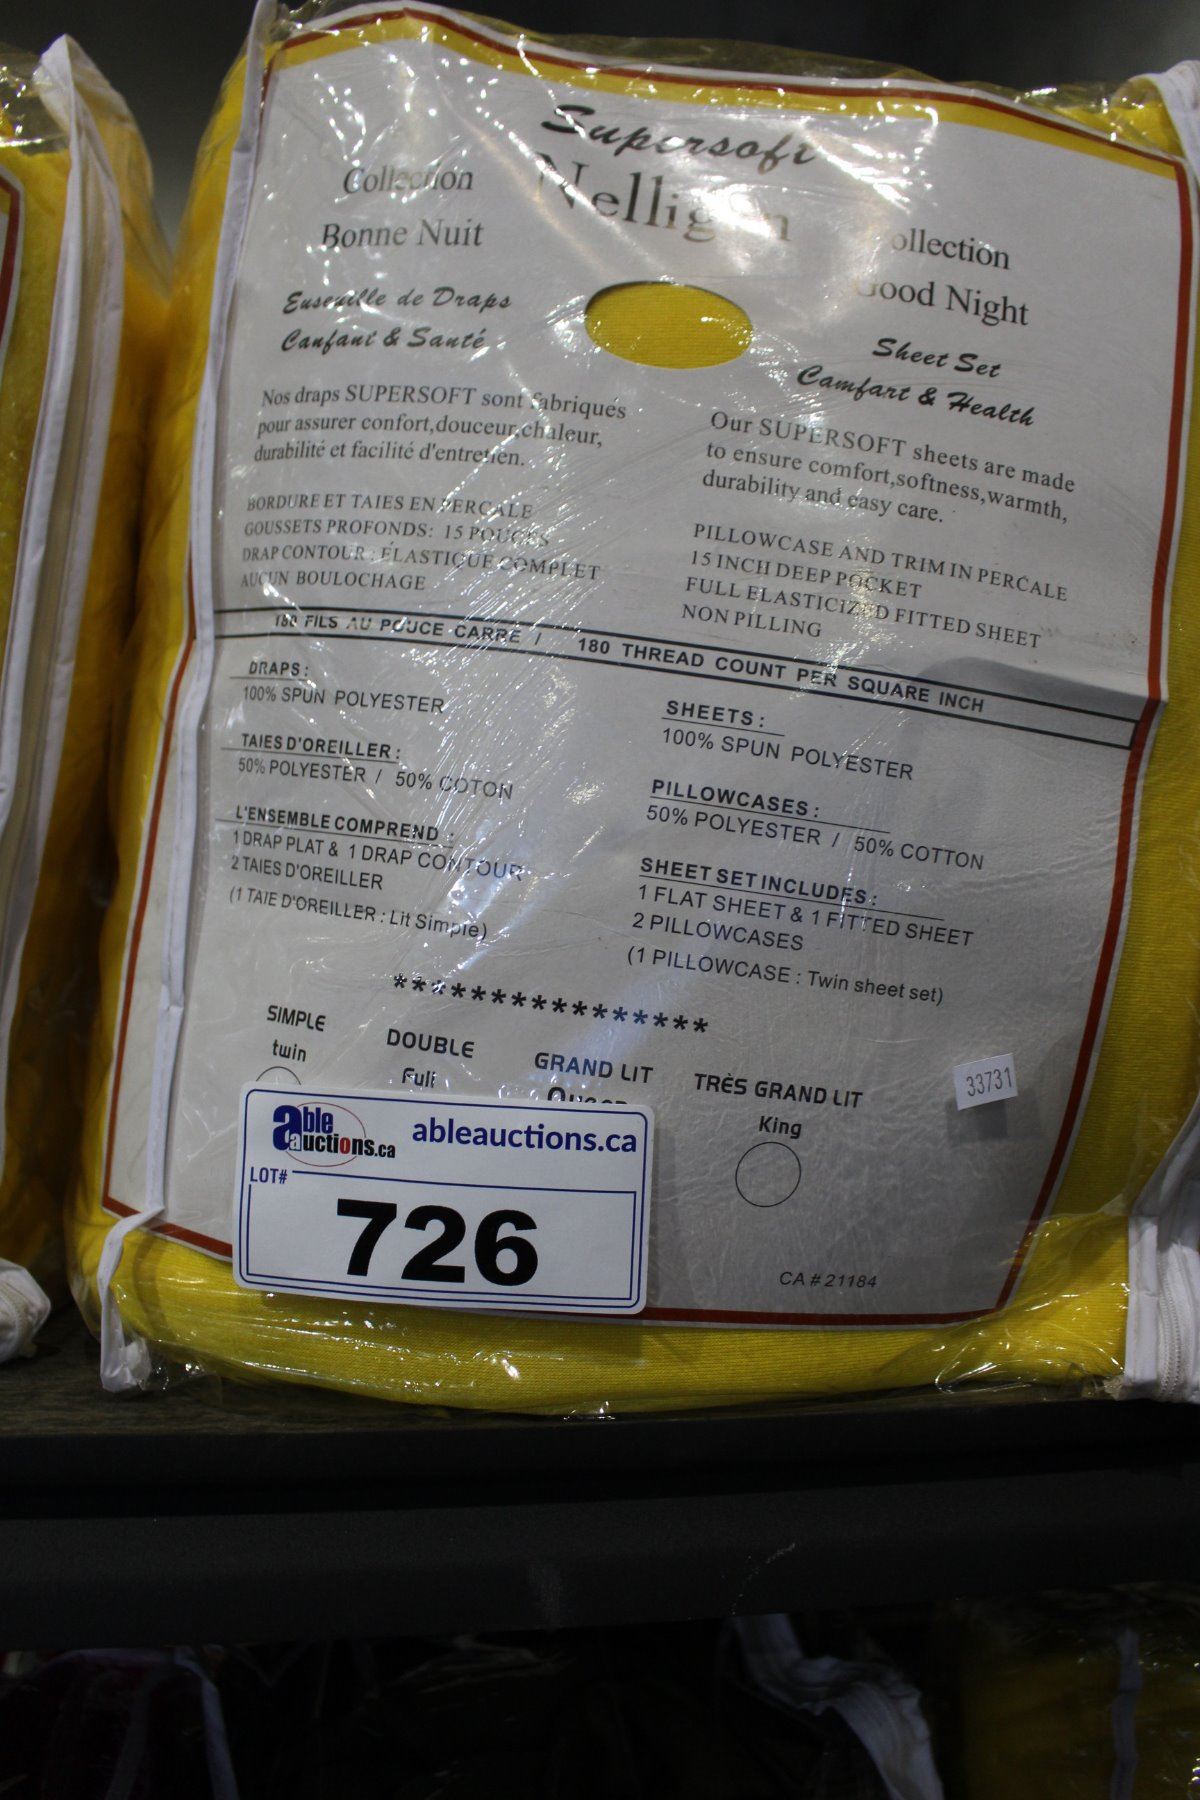 Supersoft
Nelligan
Collection
Bonne Nuit
Ensemlle de Draps
Canfant & Santé
Nos draps SUPERSOFT sont fabriqués
pour assurer confort,douceur,chaleur,
durabilité et facilité d'entretien.
BORDURE ET TAIES EN PERCALE
GOUSSETS PROFONDS: 15 POUCES
DRAP CONTOUR : ÉLASTIQUE COMPLET
AUCUN BOULOCHAGE
Collection
Good Night
Sheet Set
Camfart & Health
Our SUPERSOFT sheets are made
to ensure comfort,softness,warmth,
durability and easy care.
PILLOWCASE AND TRIM IN PERCALE
15 INCH DEEP POCKET
FULL ELASTICIZED FITTED SHEET
NON PILLING
180 FILS AU POUCE CARRE / 180 THREAD COUNT PER SQUARE INCH
DRAPS :
100% SPUN POLYESTER
TAIES D'OREILLER :
50% POLYESTER / 50% COTON
L'ENSEMBLE COMPREND :
1 DRAP PLAT & 1 DRAP CONTOUR
2 TAIES D'OREILLER
(1 TAIE D'OREILLER : Lit Simple)
SHEETS :
100% SPUN POLYESTER
PILLOWCASES :
50% POLYESTER / 50% COTTON
SHEET SET INCLUDES :
1 FLAT SHEET & 1 FITTED SHEET
2 PILLOWCASES
(1 PILLOWCASE : Twin sheet set)
****************
SIMPLE
twin
DOUBLE
Full
GRAND LIT
Queen
TRÈS GRAND LIT
King
33731
able auctions.ca
ableauctions.ca
LOT#
726
CA # 21184